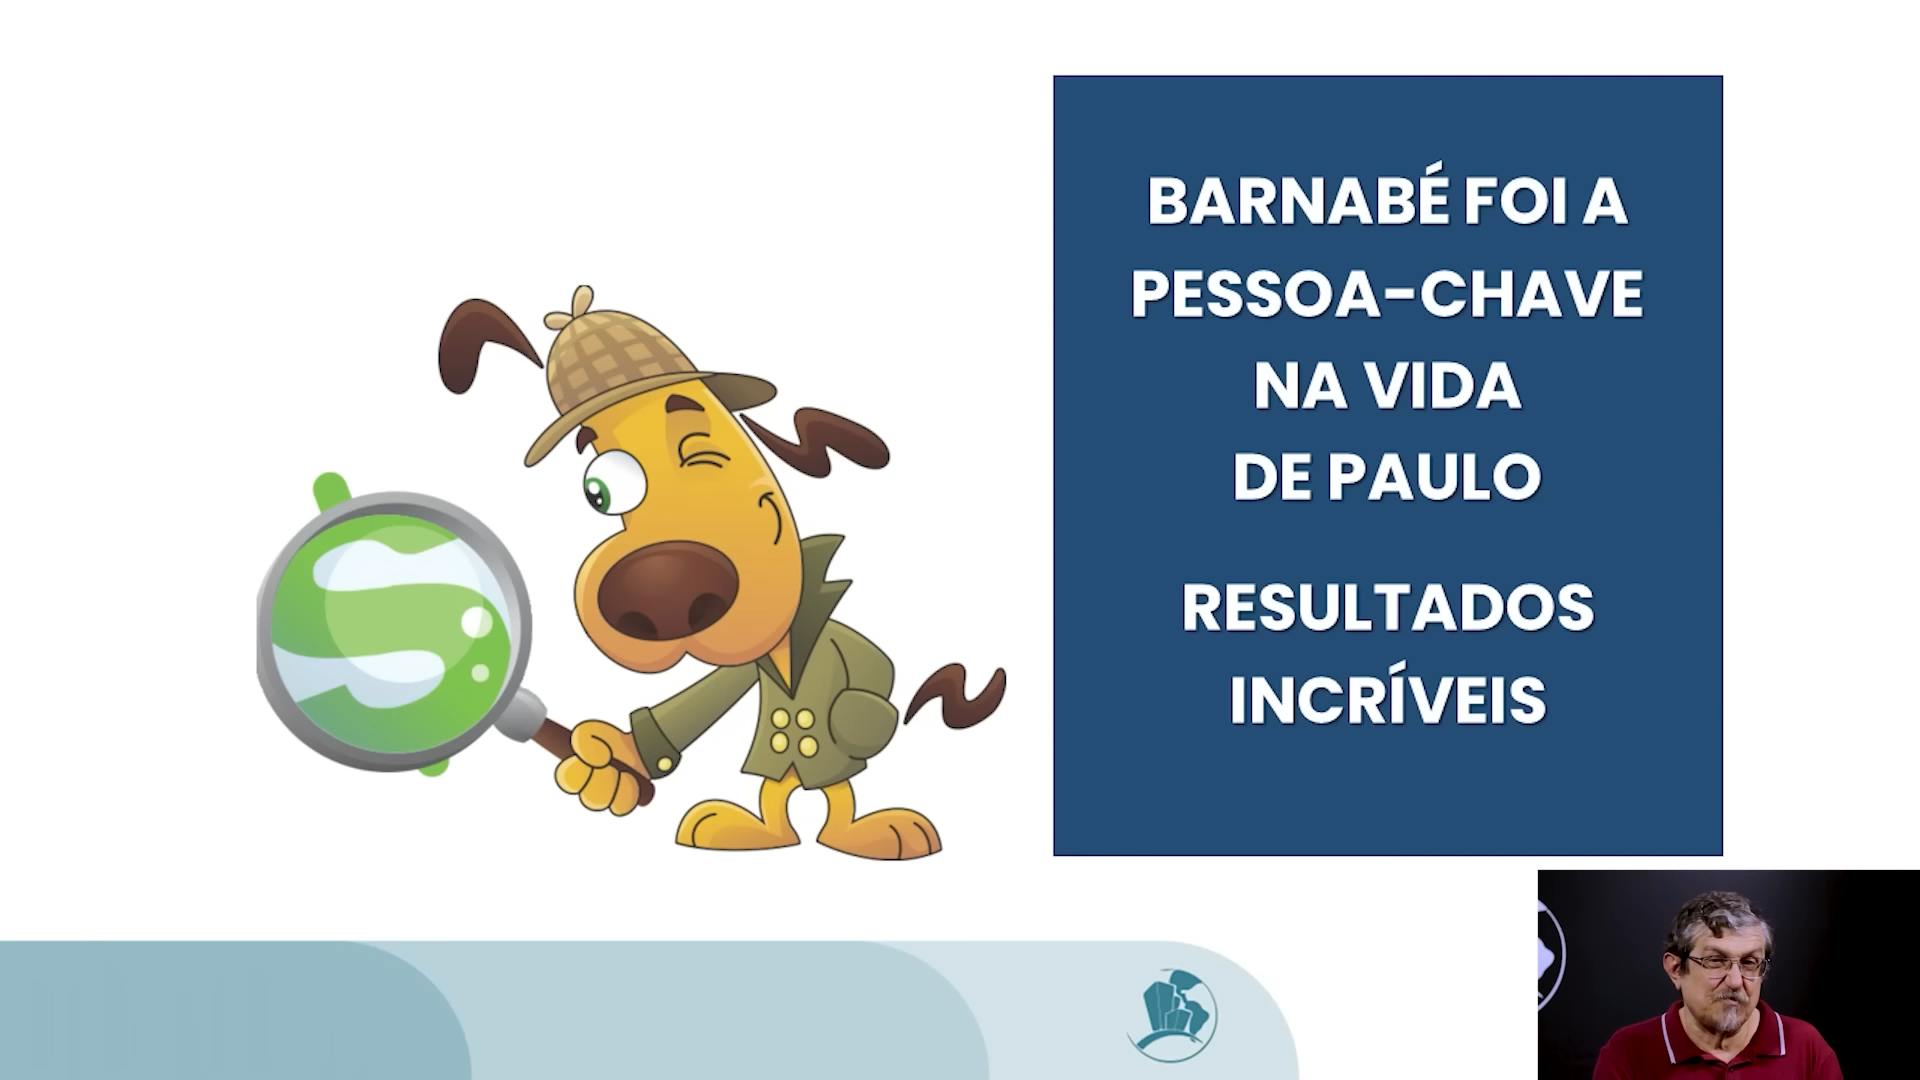 BARNABÉ FOI A
PESSOA-CHAVE
NA VIDA
DE PAULO
RESULTADOS
INCRÍVEIS